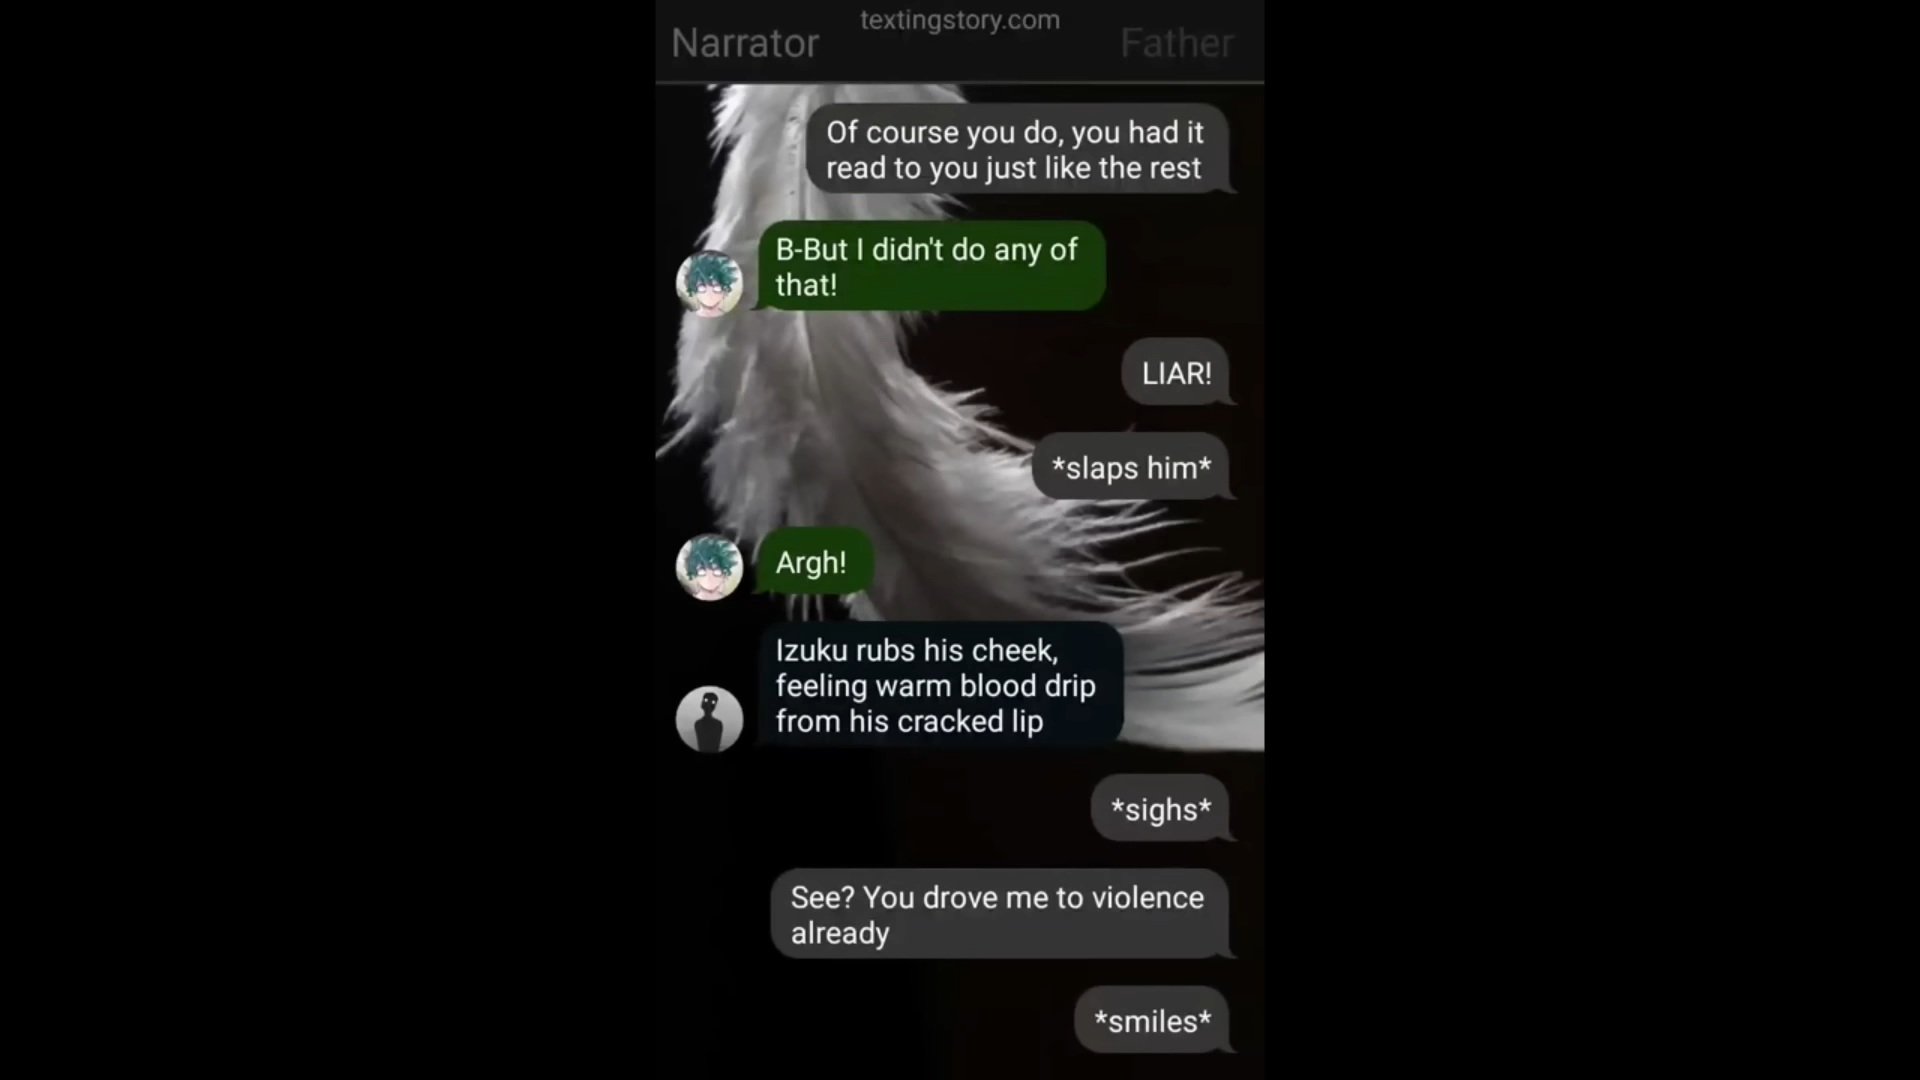 textingstory.com
Narrator
Father
Of course you do, you had it
read to you just like the rest
B-But I didn't do any of
that!
LIAR!
*slaps him*
Argh!
Izuku rubs his cheek,
feeling warm blood drip
from his cracked lip
*sighs*
See? You drove me to violence
already
*smiles*